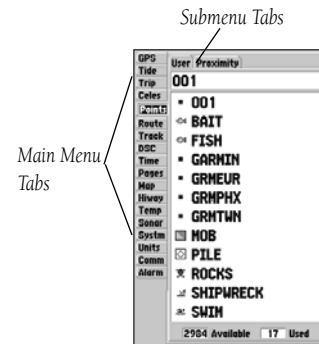 Submenu Tabs
Main Menu
Tabs
GPS
Tide
Trip
Celes
Points
Route
Track
DSC
Time
Pages
Map
Hiway
Temp
Sonar
Systm
Units
Comm
Alarm
User Proximity
001
001
BAIT
FISH
GARMIN
GRMEUR
GRMPHX
GRMTWN
MOB
PILE
ROCKS
SHIPWRECK
SWIM
2984 Available 17 Used